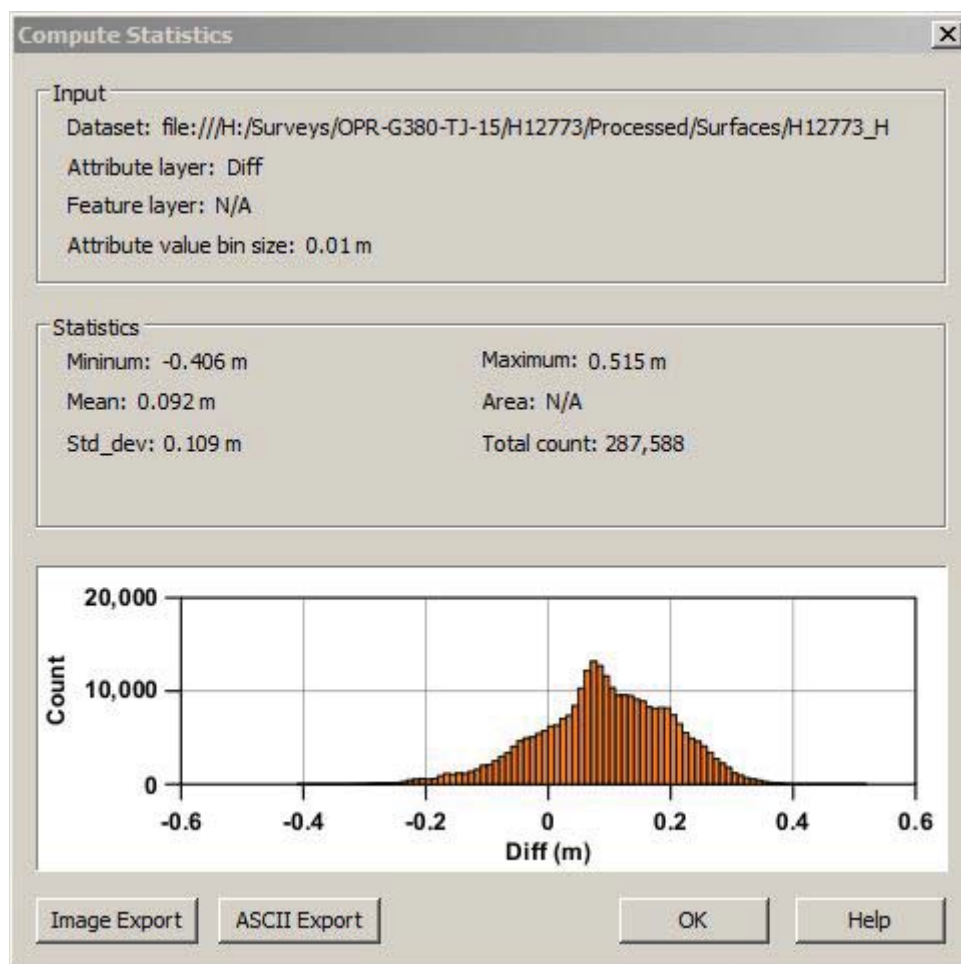 Compute Statistics
Input
Dataset: file:///H:/Surveys/OPR-G380-TJ-15/H12773/Processed/Surfaces/H12773_H
Attribute layer: Diff
Feature layer: N/A
Attribute value bin size: 0.01 m
Statistics
Mininum: -0.406 m
Maximum: 0.515 m
Mean: 0.092 m
Area: N/A
Std_dev: 0.109 m
Total count: 287,588
20,000
10,000
0
Count
-0.6 -0.4 -0.2 0 0.2 0.4 0.6
Diff (m)
Image Export
ASCII Export
OK
Help